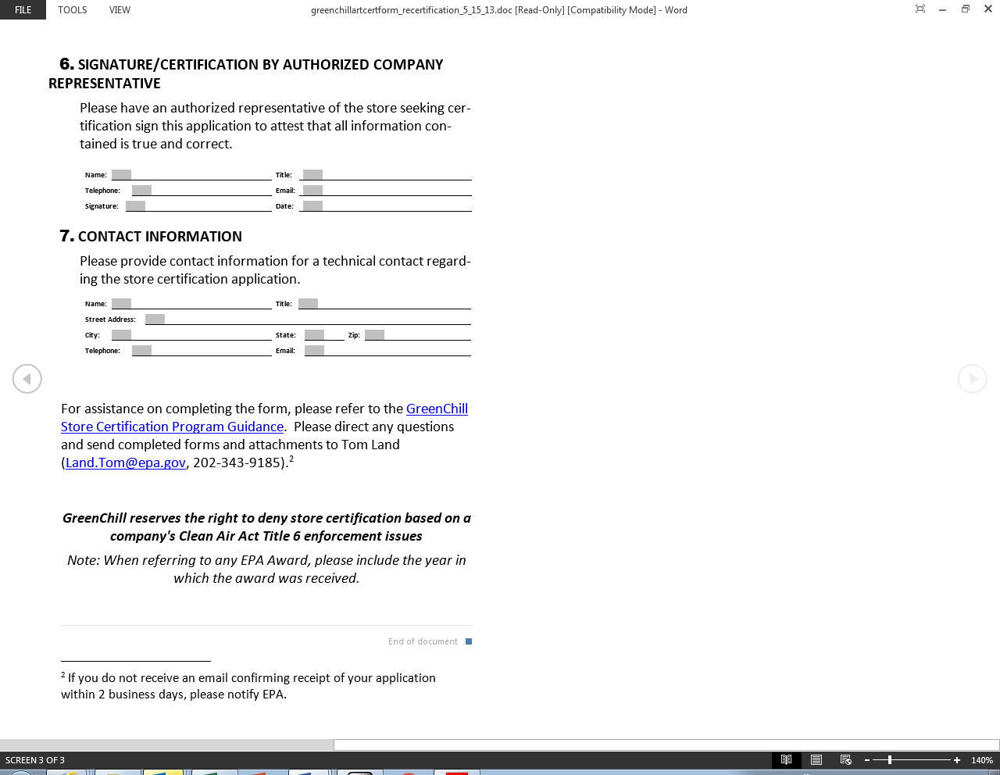 FILE TOOLS VIEW greenchillartcertform_recertification_5_15_13.doc [Read-Only] [Compatibility Mode] - Word
6. SIGNATURE/CERTIFICATION BY AUTHORIZED COMPANY
REPRESENTATIVE
Please have an authorized representative of the store seeking cer-
tification sign this application to attest that all information con-
tained is true and correct.
Name: Title:
Telephone: Email:
Signature: Date:
7. CONTACT INFORMATION
Please provide contact information for a technical contact regard-
ing the store certification application.
Name: Title:
Street Address:
City: State: Zip:
Telephone: Email:
For assistance on completing the form, please refer to the GreenChill
Store Certification Program Guidance.  Please direct any questions
and send completed forms and attachments to Tom Land
(Land.Tom@epa.gov, 202-343-9185).2
GreenChill reserves the right to deny store certification based on a
company's Clean Air Act Title 6 enforcement issues
Note: When referring to any EPA Award, please include the year in
which the award was received.
End of document
2 If you do not receive an email confirming receipt of your application
within 2 business days, please notify EPA.
SCREEN 3 OF 3 140%